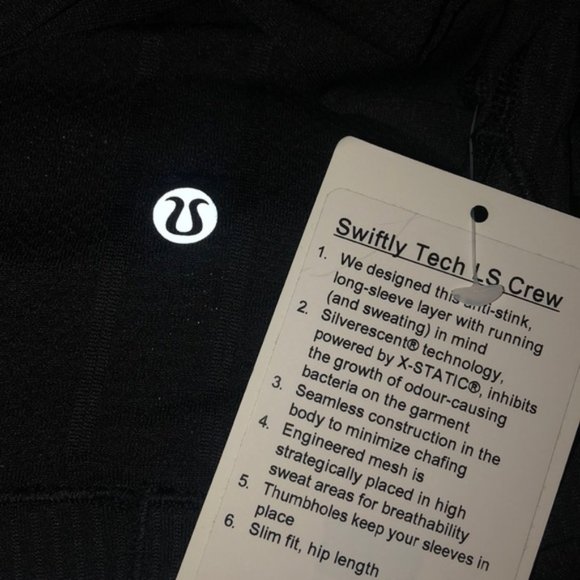 Swiftly Tech LS Crew
1. We designed this anti-stink,
long-sleeve layer with running
(and sweating) in mind
2. Silverescent® technology,
powered by X-STATIC®, inhibits
the growth of odour-causing
bacteria on the garment
3. Seamless construction in the
body to minimize chafing
4. Engineered mesh is
strategically placed in high
sweat areas for breathability
5. Thumbholes keep your sleeves in
place
6. Slim fit, hip length